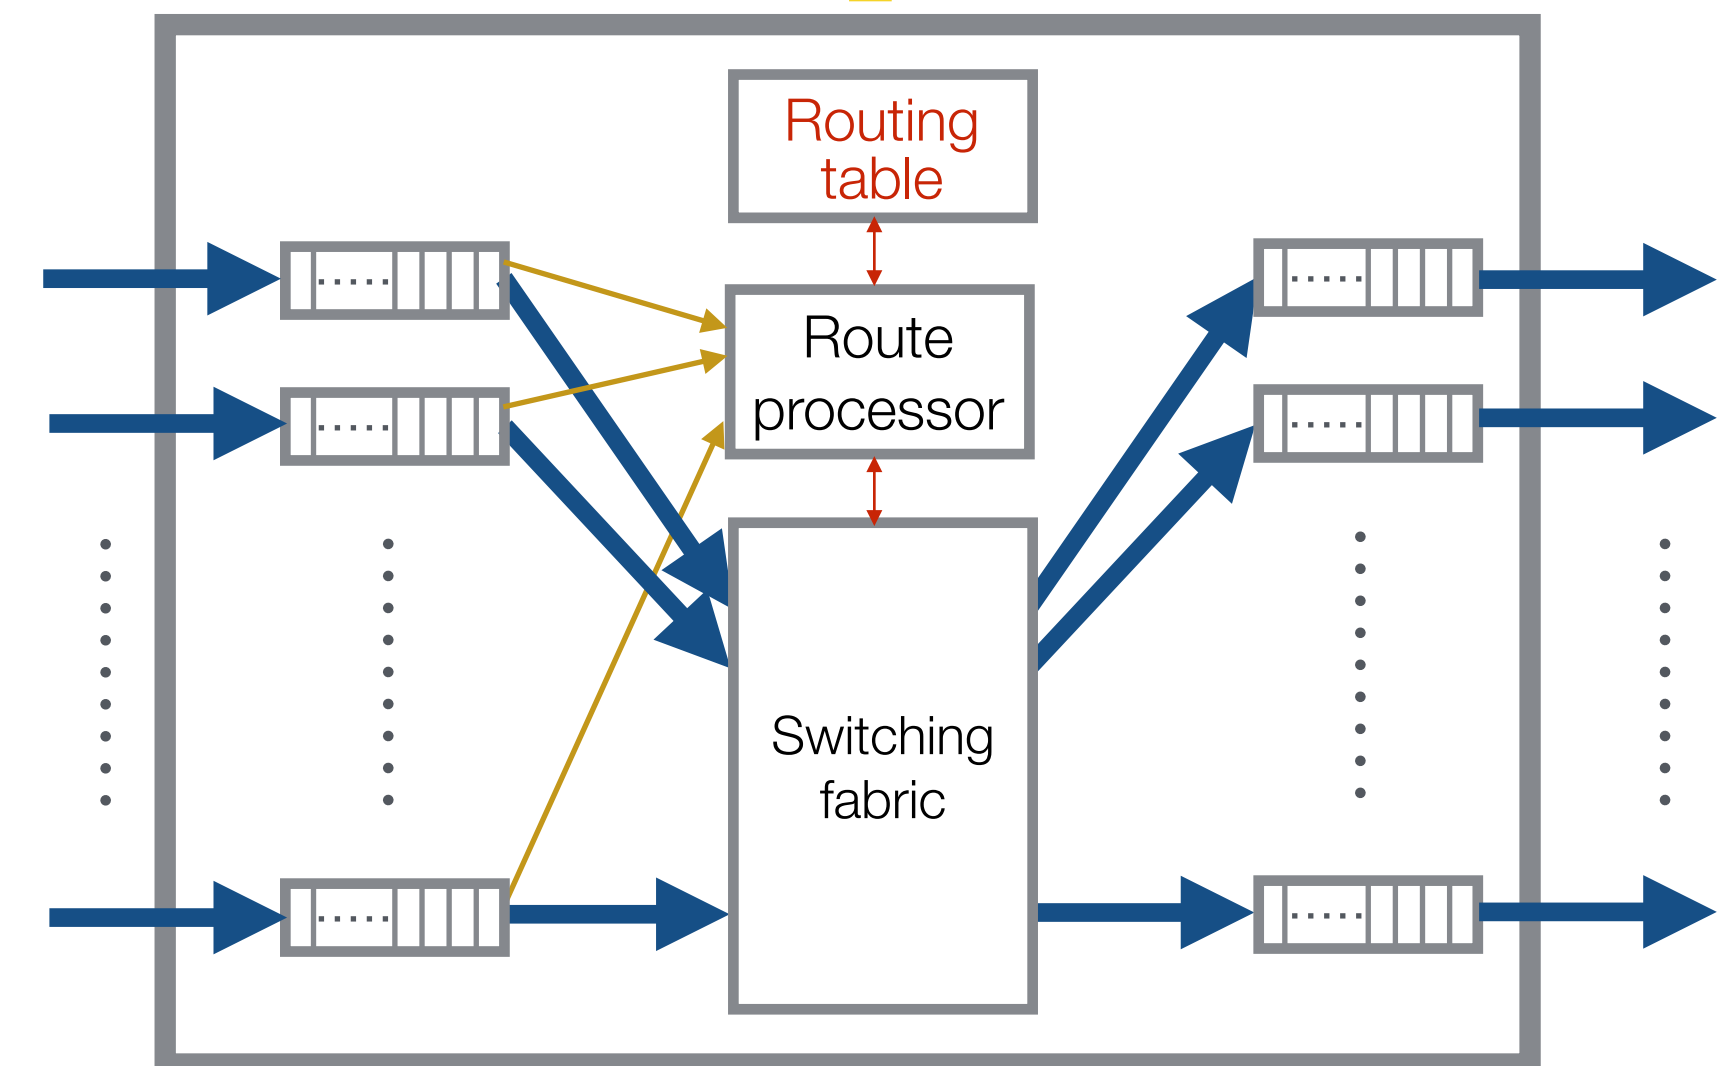 Routing
table
Route
processor
Switching
fabric